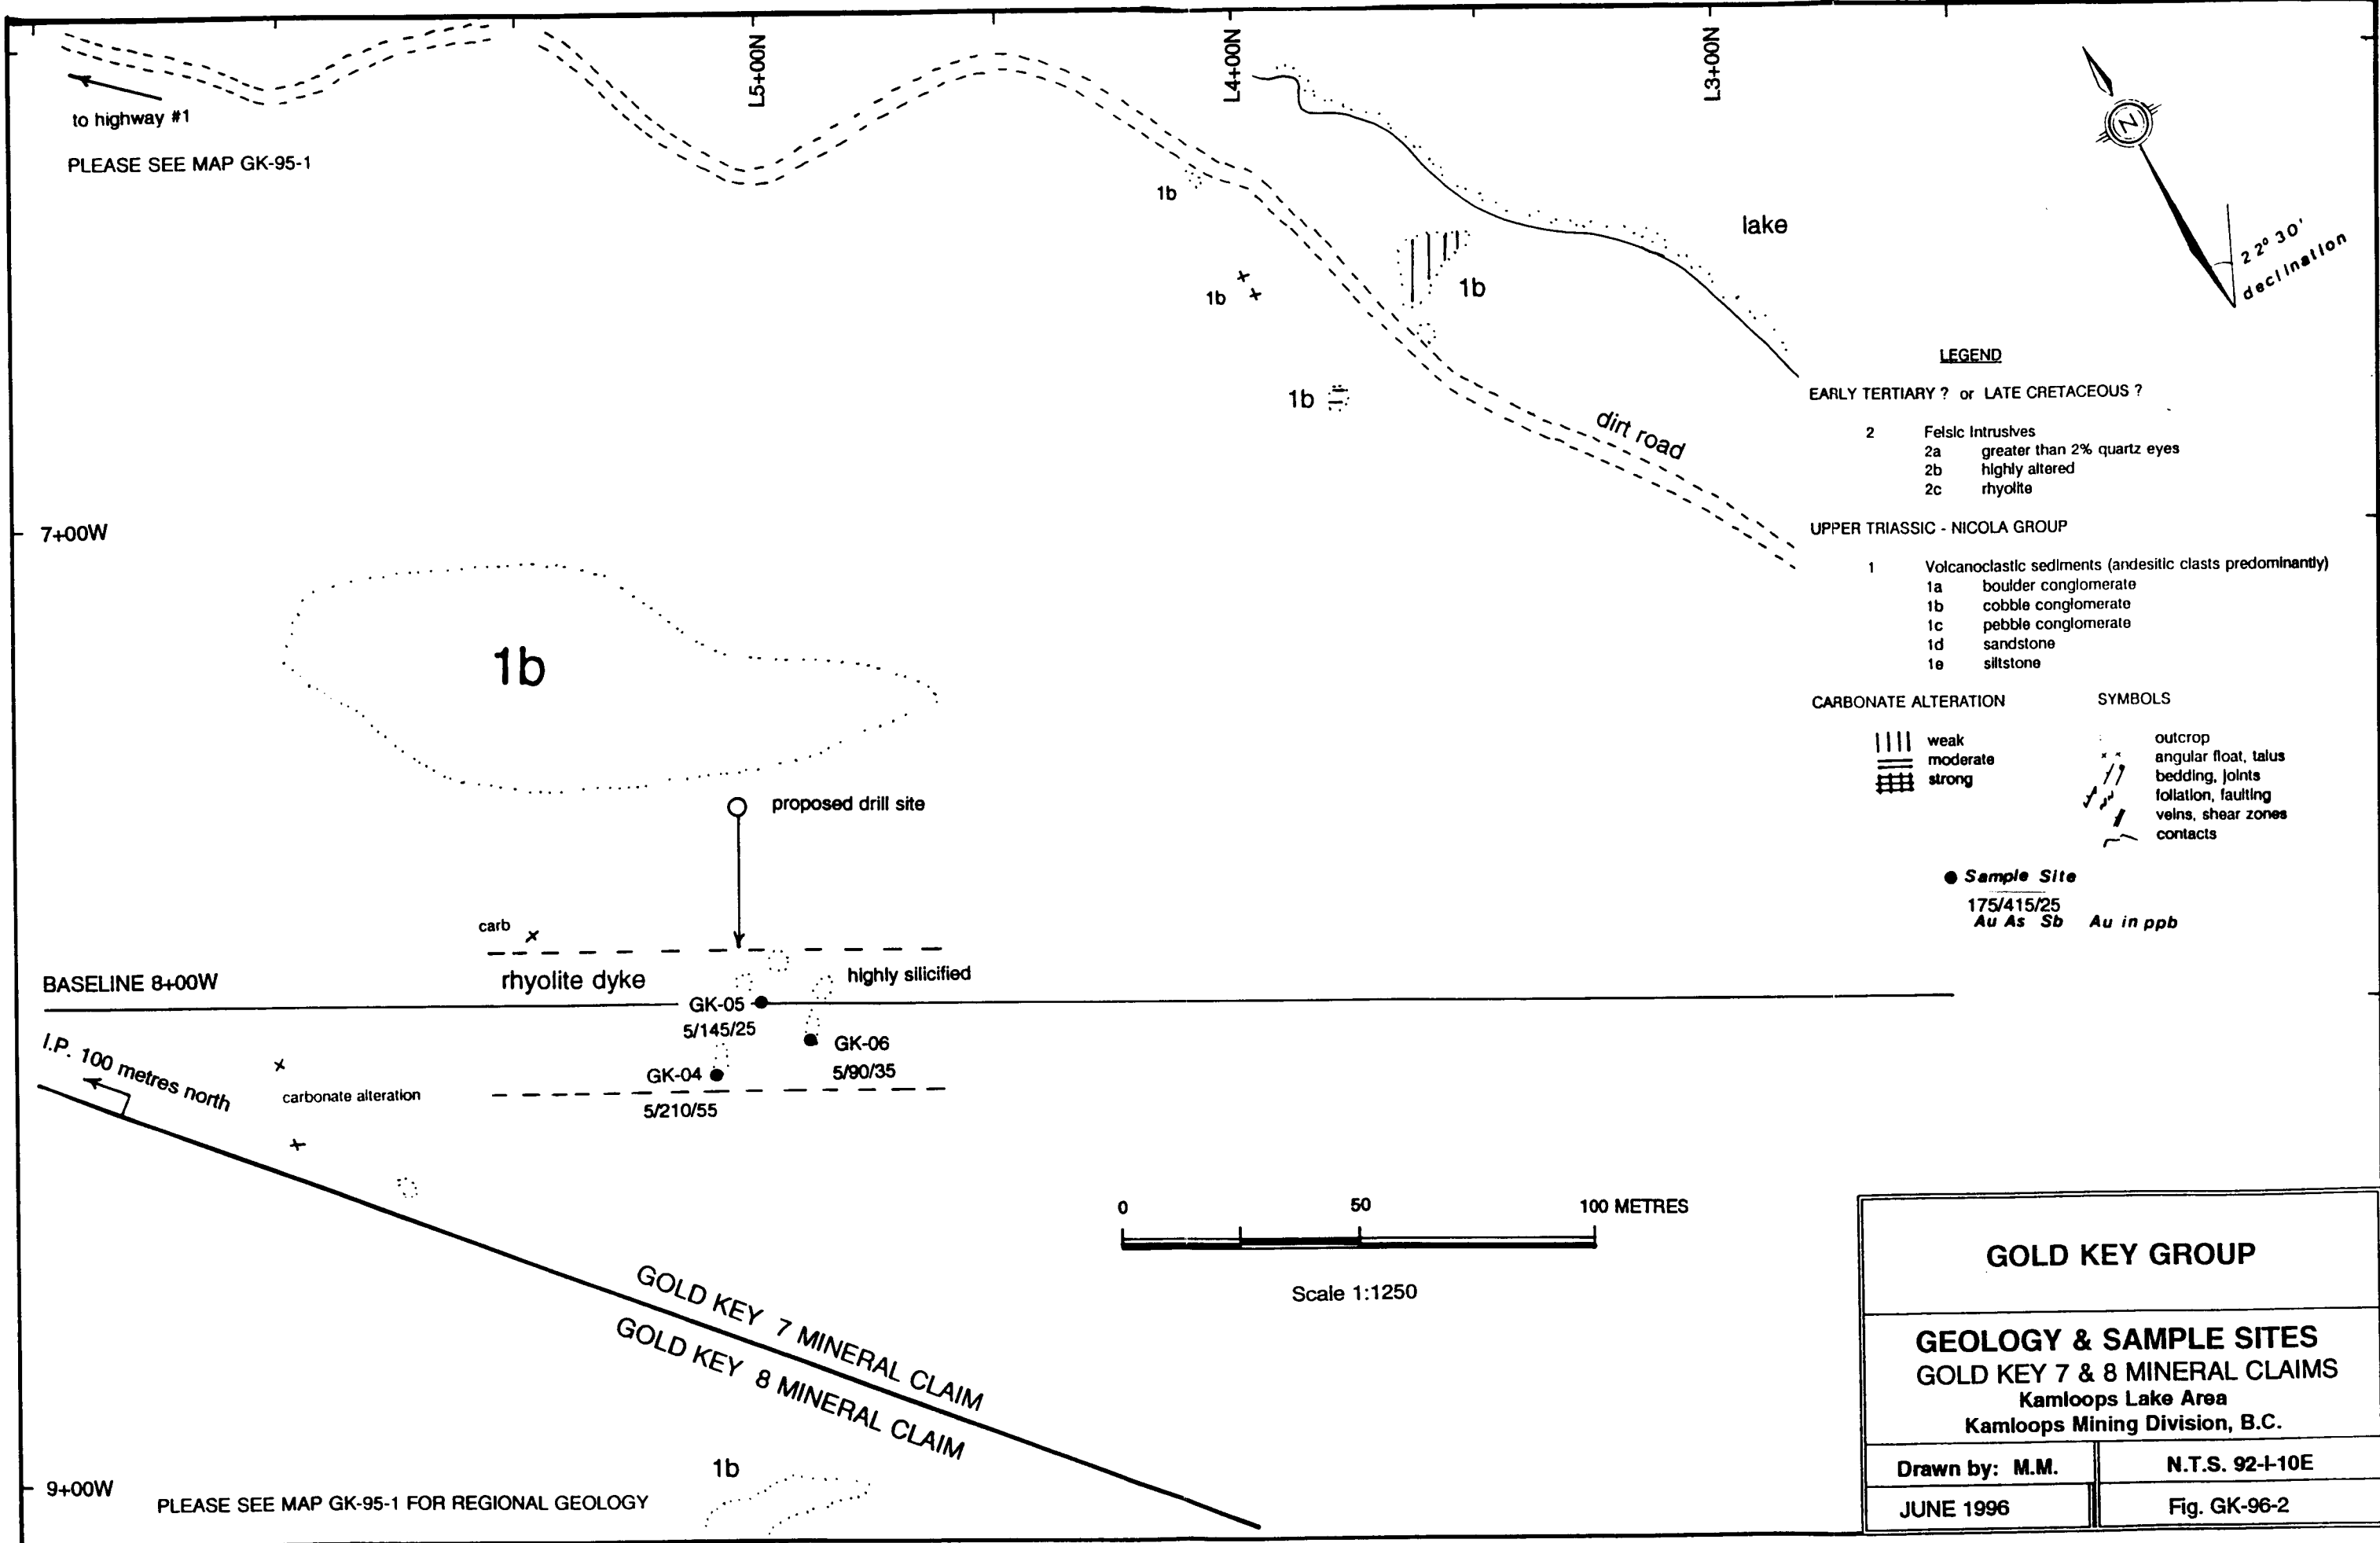 L5+00N
L4+00N
L3+00N
to highway #1
PLEASE SEE MAP GK-95-1
N
22° 30'
declination
lake
1b
1b
1b
1b
dirt road
7+00W
1b
proposed drill site
carb
rhyolite dyke
highly silicified
BASELINE 8+00W
GK-05
5/145/25
GK-06
5/90/35
GK-04
5/210/55
I.P. 100 metres north
carbonate alteration
GOLD KEY 7 MINERAL CLAIM
GOLD KEY 8 MINERAL CLAIM
1b
9+00W
PLEASE SEE MAP GK-95-1 FOR REGIONAL GEOLOGY
0 50 100 METRES
Scale 1:1250
LEGEND
EARLY TERTIARY ? or LATE CRETACEOUS ?
2 Felsic Intrusives
2a greater than 2% quartz eyes
2b highly altered
2c rhyolite
UPPER TRIASSIC - NICOLA GROUP
1 Volcanoclastic sediments (andesitic clasts predominantly)
1a boulder conglomerate
1b cobble conglomerate
1c pebble conglomerate
1d sandstone
1e siltstone
CARBONATE ALTERATION
weak
moderate
strong
SYMBOLS
outcrop
angular float, talus
bedding, joints
foliation, faulting
veins, shear zones
contacts
Sample Site
175/415/25
Au As Sb Au in ppb
GOLD KEY GROUP
GEOLOGY & SAMPLE SITES
GOLD KEY 7 & 8 MINERAL CLAIMS
Kamloops Lake Area
Kamloops Mining Division, B.C.
Drawn by: M.M.
N.T.S. 92-I-10E
JUNE 1996
Fig. GK-96-2